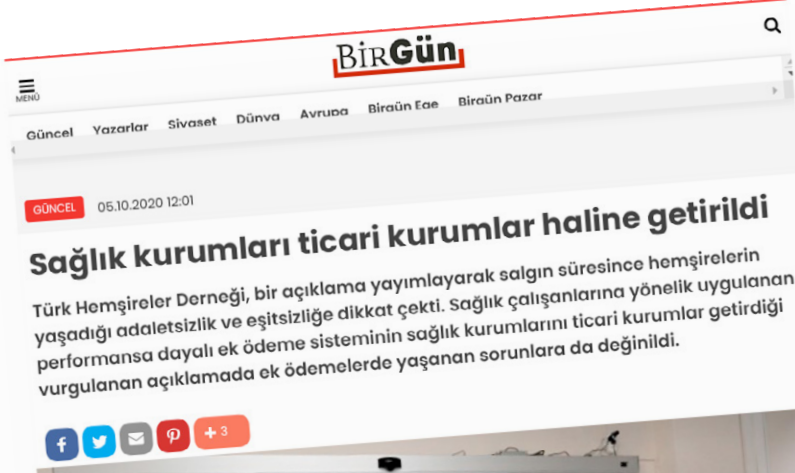 BİRGün
MENÜ
Güncel Yazarlar Siyaset Dünya Avrupa Birgün Ege Birgün Pazar
GÜNCEL 05.10.2020 12:01
Sağlık kurumları ticari kurumlar haline getirildi
Türk Hemşireler Derneği, bir açıklama yayımlayarak salgın süresince hemşirelerin
yaşadığı adaletsizlik ve eşitsizliğe dikkat çekti. Sağlık çalışanlarına yönelik uygulanan
performansa dayalı ek ödeme sisteminin sağlık kurumlarını ticari kurumlar getirdiği
vurgulanan açıklamada ek ödemelerde yaşanan sorunlara da değinildi.
+ 3